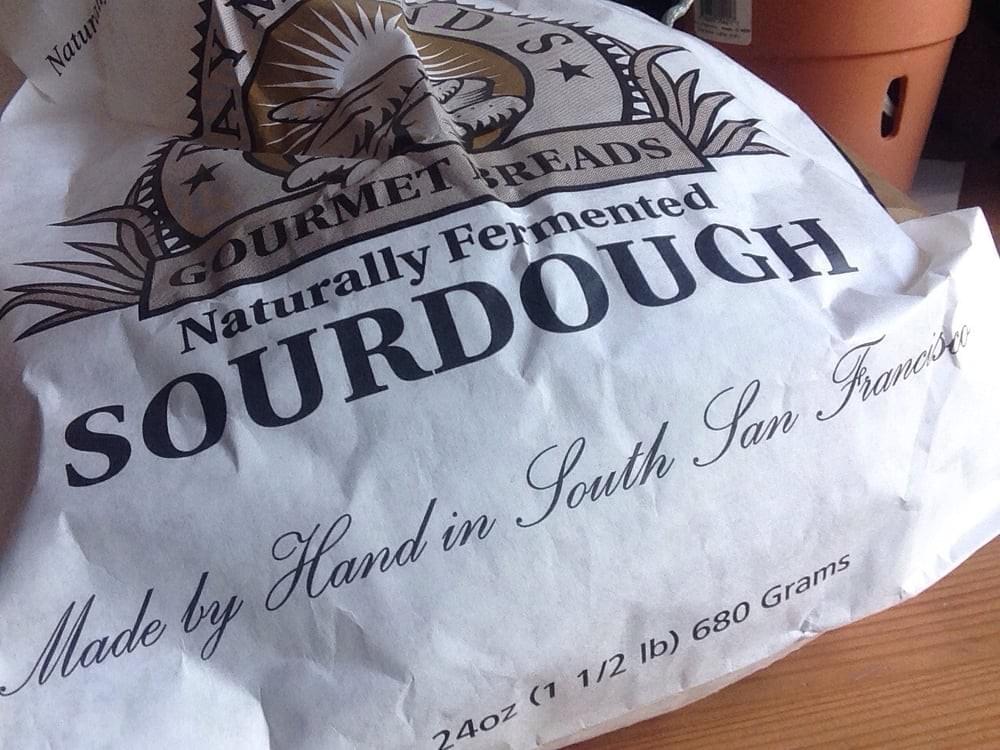 GOURMET BREADS
Naturally Fermented
SOURDOUGH
Made by Hand in South San Francisco
24oz (1 1/2 lb) 680 Grams